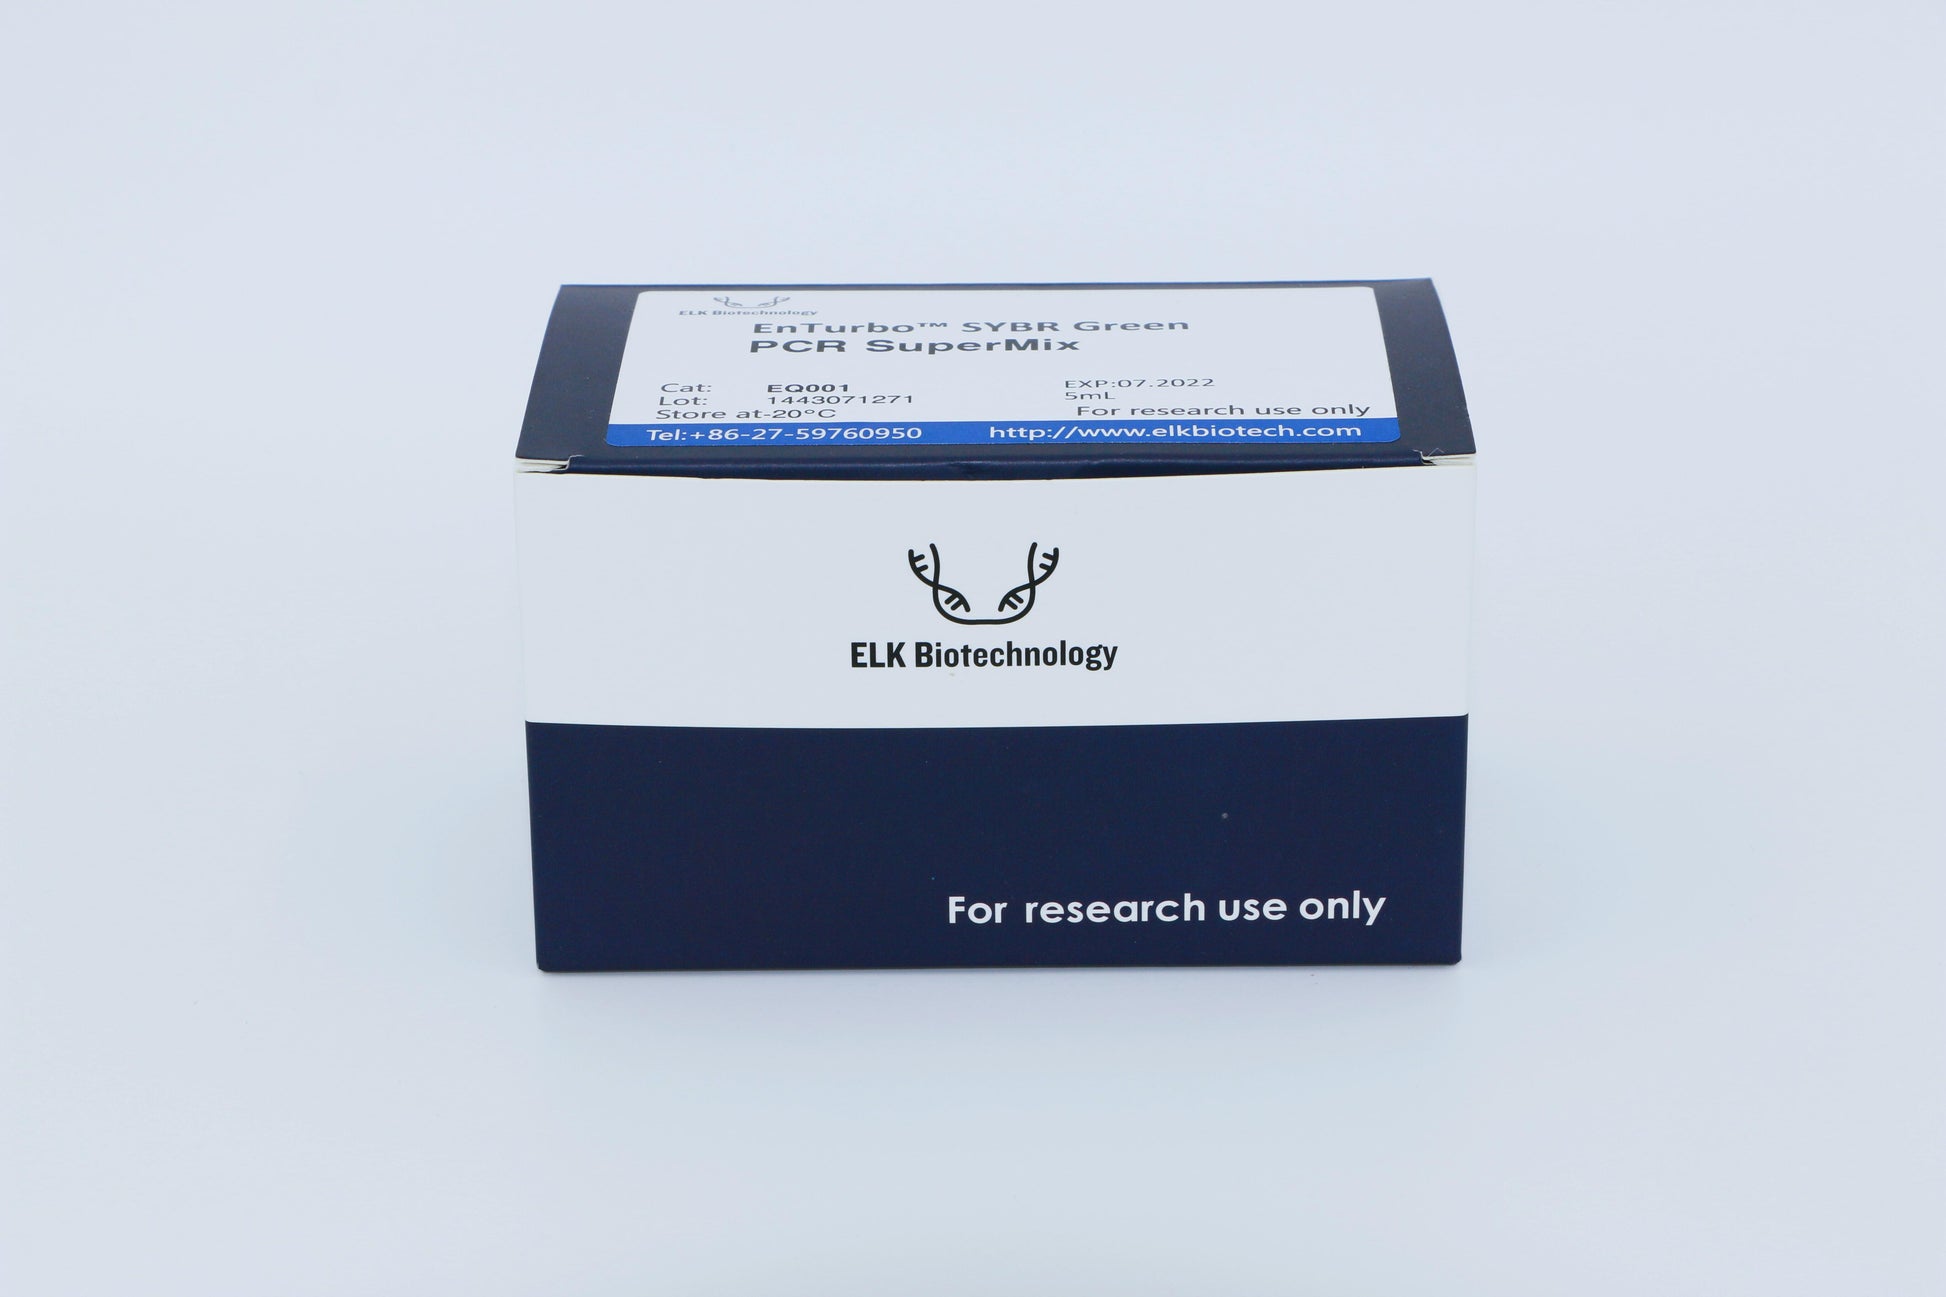 ELK Biotechnology
EnTurbo™ SYBR Green
PCR SuperMix
Cat: EQ001
EXP:07.2022
Lot: 1443071271
5mL
Store at-20°C
For research use only
Tel:+86-27-59760950 http://www.elkbiotech.com
ELK Biotechnology
For research use only